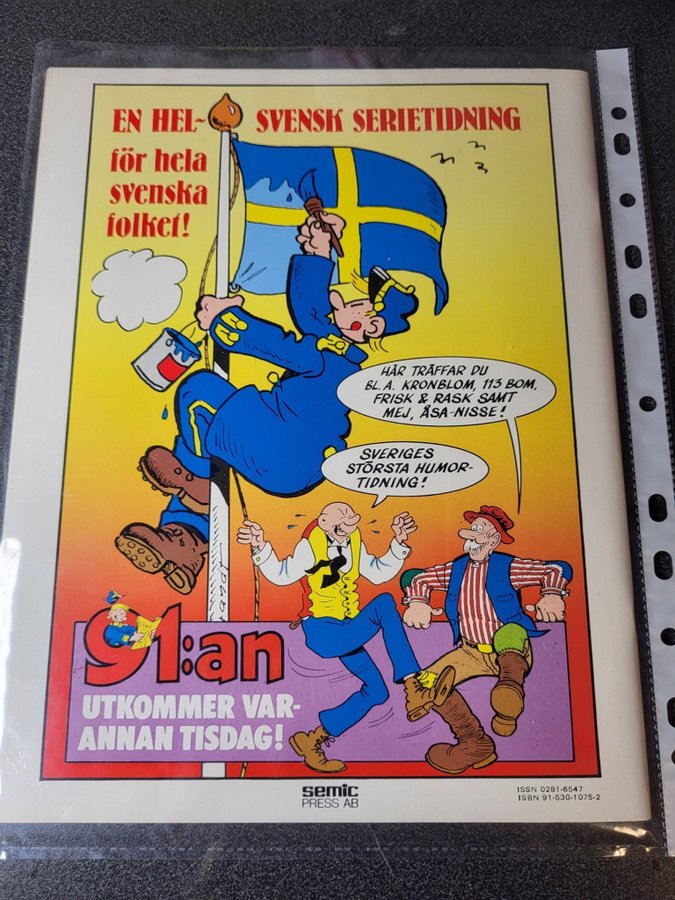 EN HEL-
SVENSK SERIETIDNING
för hela
svenska
folket!
HÄR TRÄFFAR DU
BL. A. KRONBLOM, 113 BOM,
FRISK & RASK SAMT
MEJ, ÅSA-NISSE!
SVERIGES
STÖRSTA HUMOR-
TIDNING!
91:an
UTKOMMER VAR-
ANNAN TISDAG!
semic
PRESS AB
ISSN 0281-6547
ISBN 91-530-1075-2